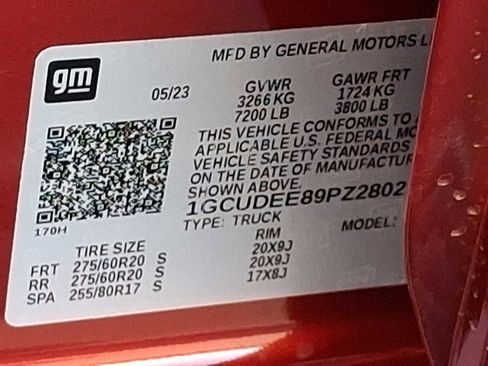 gm
MFD BY GENERAL MOTORS L
05/23 GVWR GAWR FRT
3266 KG 1724 KG
7200 LB 3800 LB
THIS VEHICLE CONFORMS TO
APPLICABLE U.S. FEDERAL MO
VEHICLE SAFETY STANDARDS
ON THE DATE OF MANUFACTUR
SHOWN ABOVE.
1GCUDEE89PZ2802
170H TYPE: TRUCK MODEL:
TIRE SIZE RIM
FRT 275/60R20 S 20X9J
RR 275/60R20 S 20X9J
SPA 255/80R17 S 17X8J